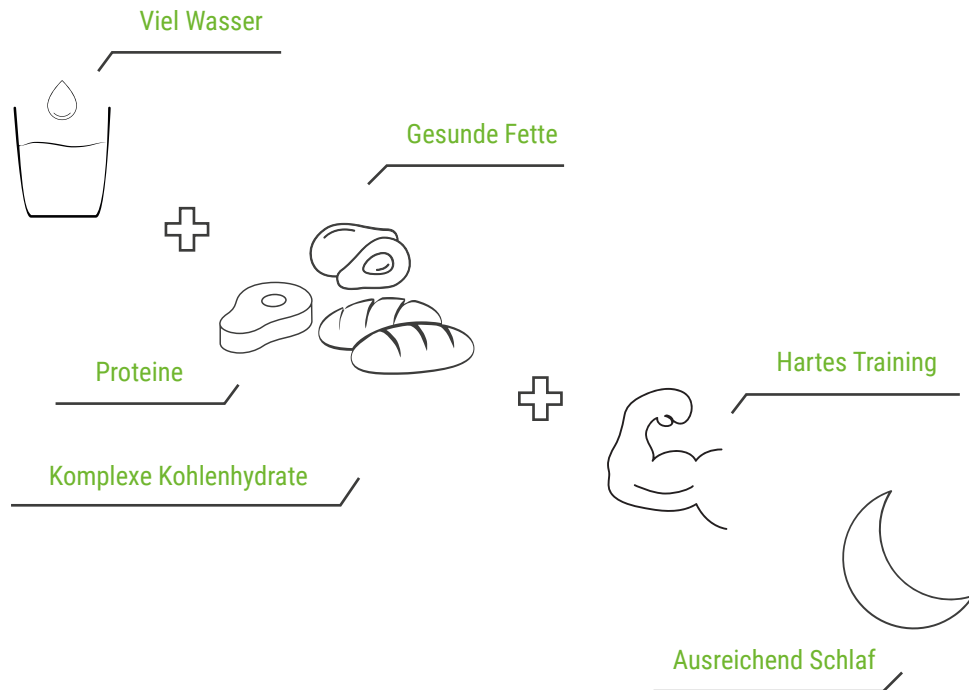 Viel Wasser
Gesunde Fette
Proteine
Hartes Training
Komplexe Kohlenhydrate
Ausreichend Schlaf